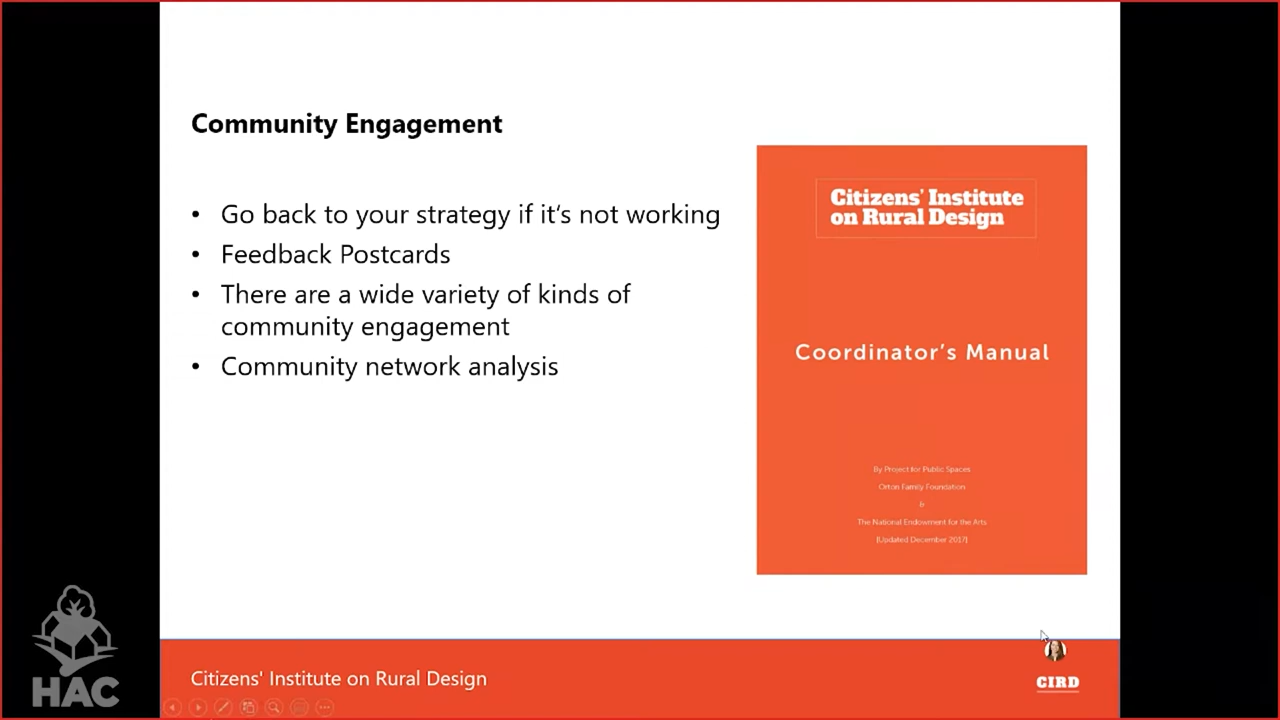 Community Engagement
• Go back to your strategy if it's not working
• Feedback Postcards
• There are a wide variety of kinds of
community engagement
• Community network analysis
Citizens' Institute
on Rural Design
Coordinator's Manual
By Project for Public Spaces
Orton Family Foundation
&
The National Endowment for the Arts
[Updated December 2017]
HAC
Citizens' Institute on Rural Design
CIRD